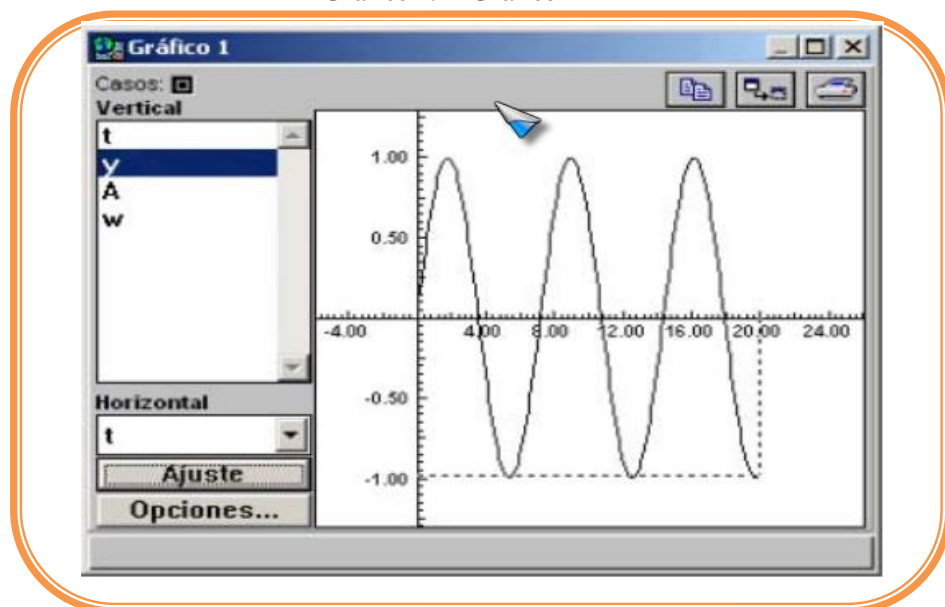 Gráfico 1
Casos:
Vertical
t
y
A
w
Horizontal
t
Ajuste
Opciones...
1.00
0.50
-4.00 4.00 8.00 12.00 16.00 20.00 24.00
-0.50
-1.00